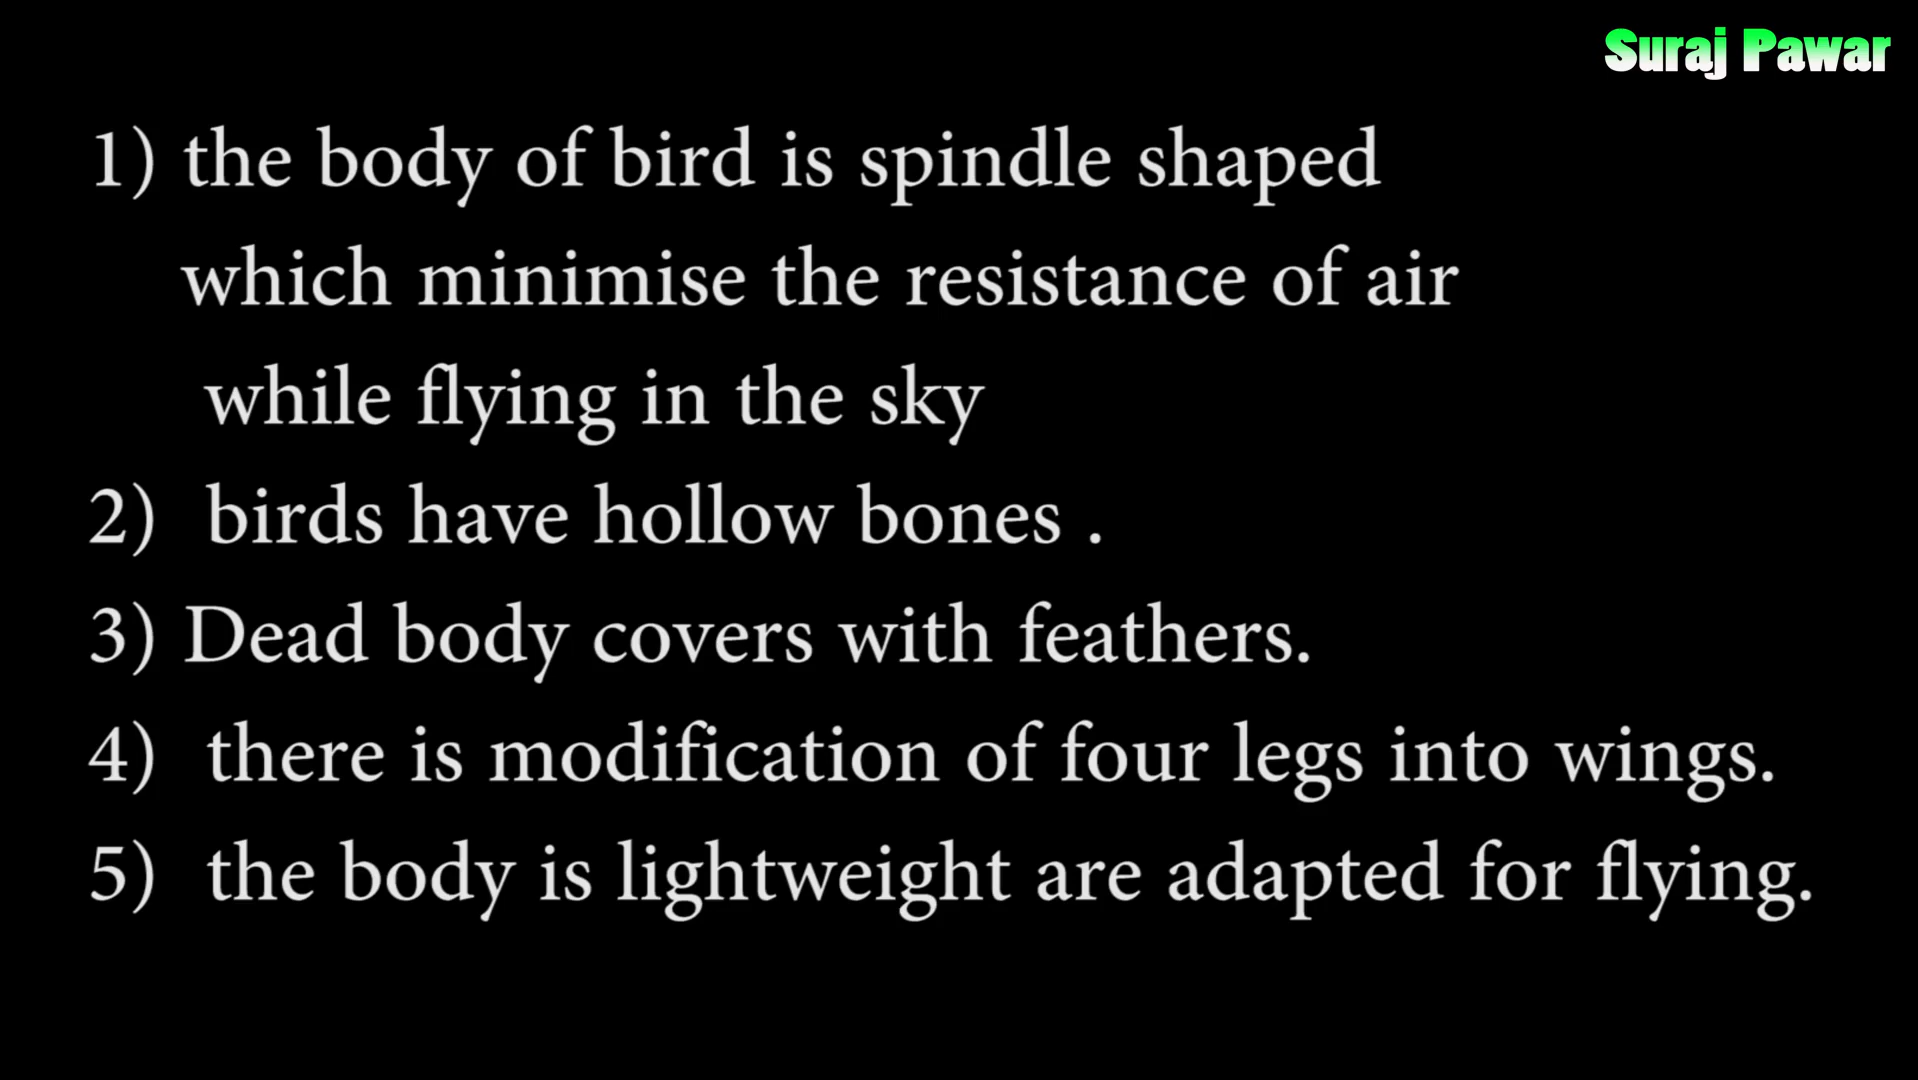 Suraj Pawar
1) the body of bird is spindle shaped
which minimise the resistance of air
while flying in the sky
2) birds have hollow bones .
3) Dead body covers with feathers.
4) there is modification of four legs into wings.
5) the body is lightweight are adapted for flying.